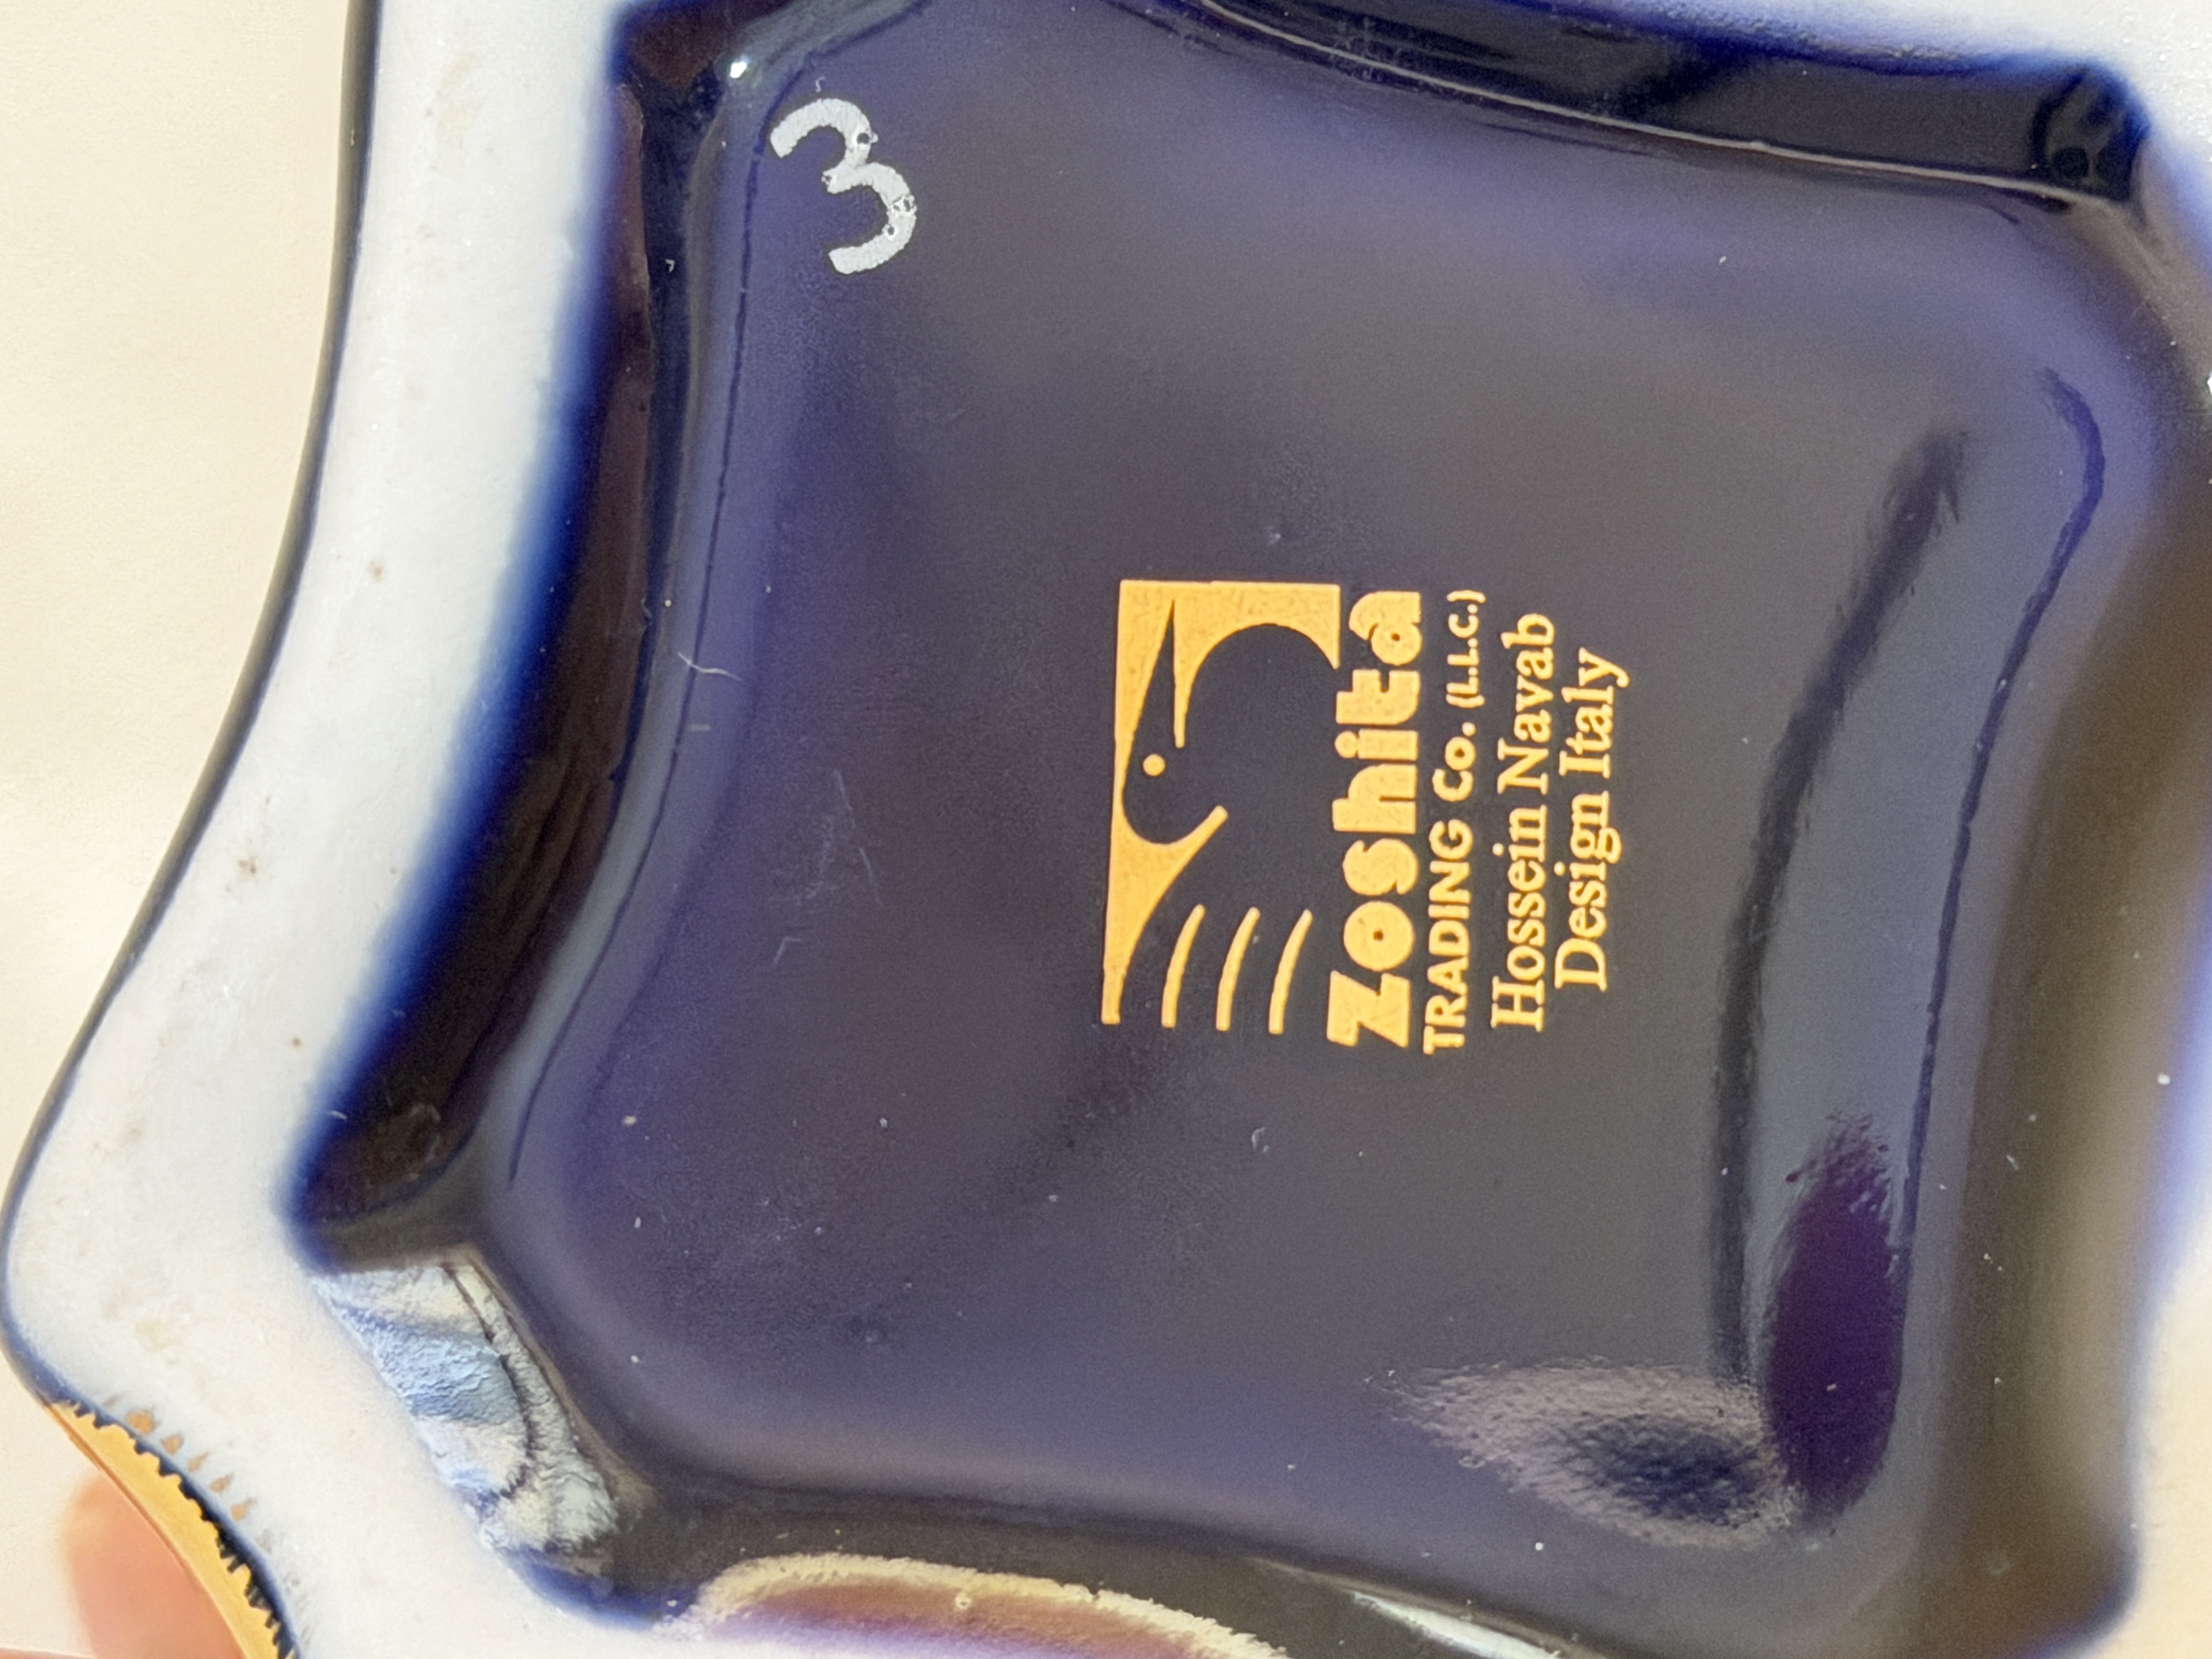 3
Zoshita
TRADING Co. (L.L.C.)
Hossein Navab
Design Italy